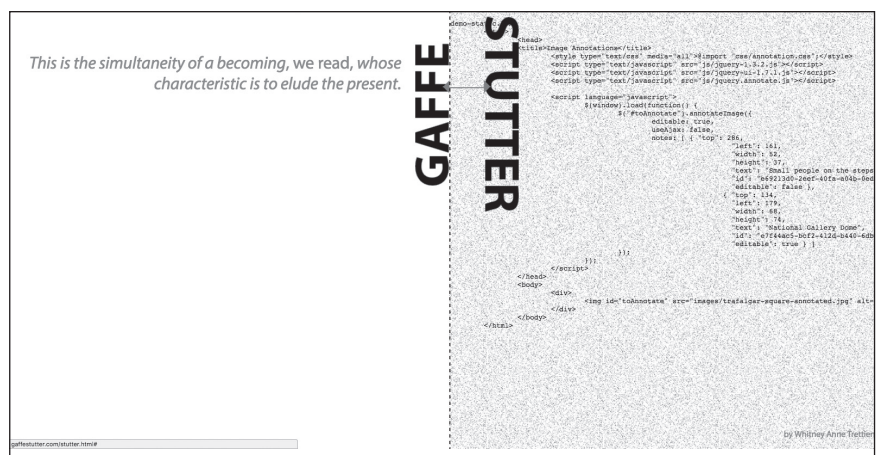 This is the simultaneity of a becoming, we read, whose
characteristic is to elude the present.
GAFFE
STUTTER
<head>
<title>Image Annotations</title>
<style type="text/css" media="all">@import "css/annotation.css";</style>
<script type="text/javascript" src="js/jquery-1.3.2.js"></script>
<script type="text/javascript" src="js/jquery-ui-1.7.1.js"></script>
<script type="text/javascript" src="js/jquery.annotate.js"></script>
<script language="javascript">
$(window).load(function() {
$("#toAnnotate").annotateImage({
editable: true,
useAjax: false,
notes: [ { "top": 286,
"left": 161,
"width": 52,
"height": 37,
"text": "Small people on the steps
"id":
"editable": false },
{ "top": 134,
"left": 179,
"width": 68,
"height": 74,
"text": "National Gallery Dome",
"id":
"editable": true } ]
});
});
</script>
</head>
<body>
<div>
<img id="toAnnotate" src="images/trafalgar-square-annotated.jpg" alt=
</div>
</body>
</html>
by Whitney Anne Trettien
gaffestutter.com/stutter.html#